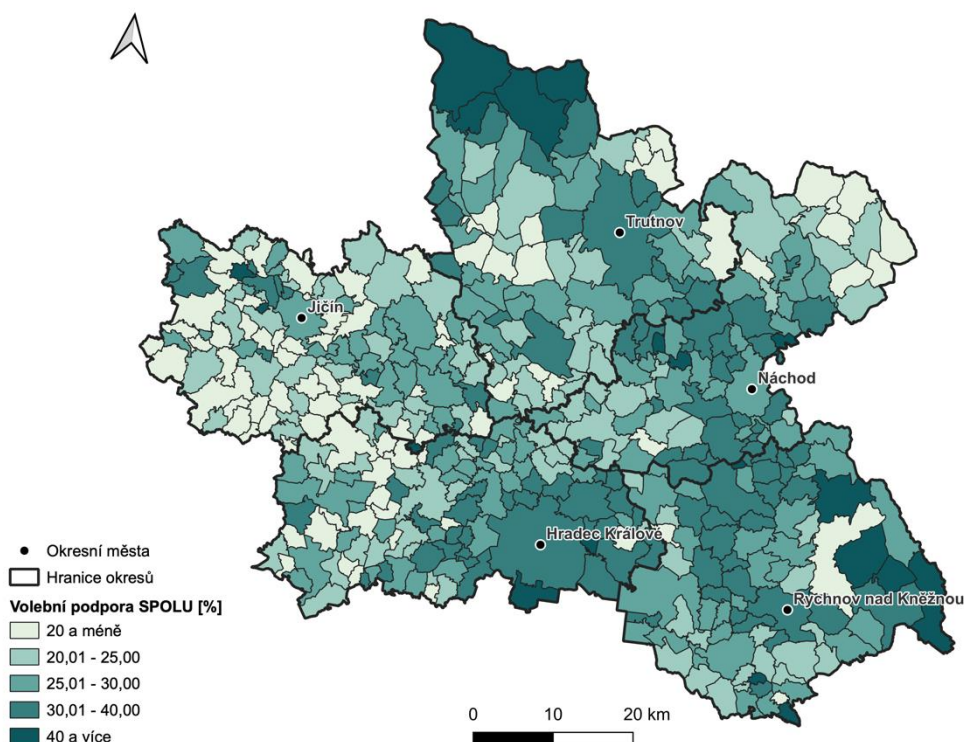 Trutnov
Jičín
Náchod
Hradec Králové
Rychnov nad Kněžnou
Okresní města
Hranice okresů
Volební podpora SPOLU [%]
20 a méně
20,01 - 25,00
25,01 - 30,00
30,01 - 40,00
40 a více
0 10 20 km